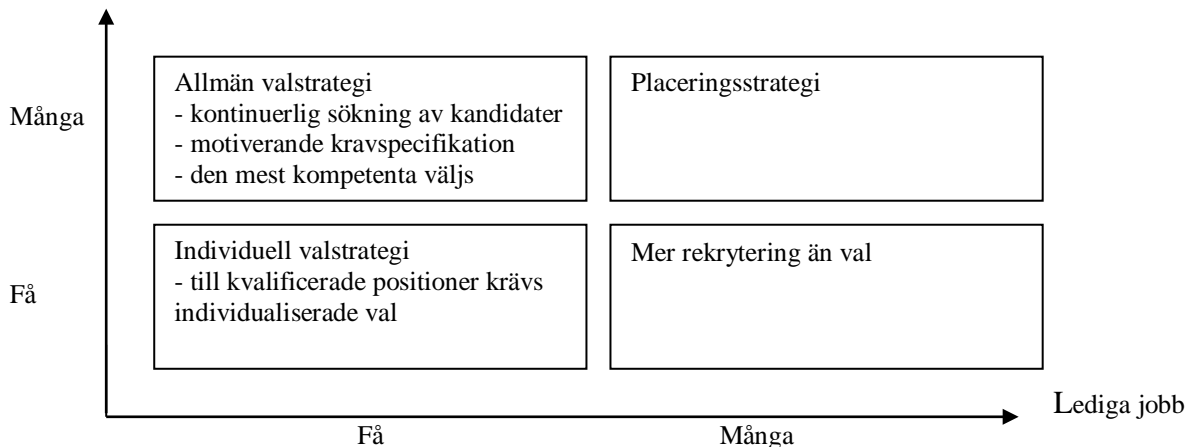 Många
Allmän valstrategi
- kontinuerlig sökning av kandidater
- motiverande kravspecifikation
- den mest kompetenta väljs
Placeringsstrategi
Få
Individuell valstrategi
- till kvalificerade positioner krävs
individualiserade val
Mer rekrytering än val
Lediga jobb
Få
Många